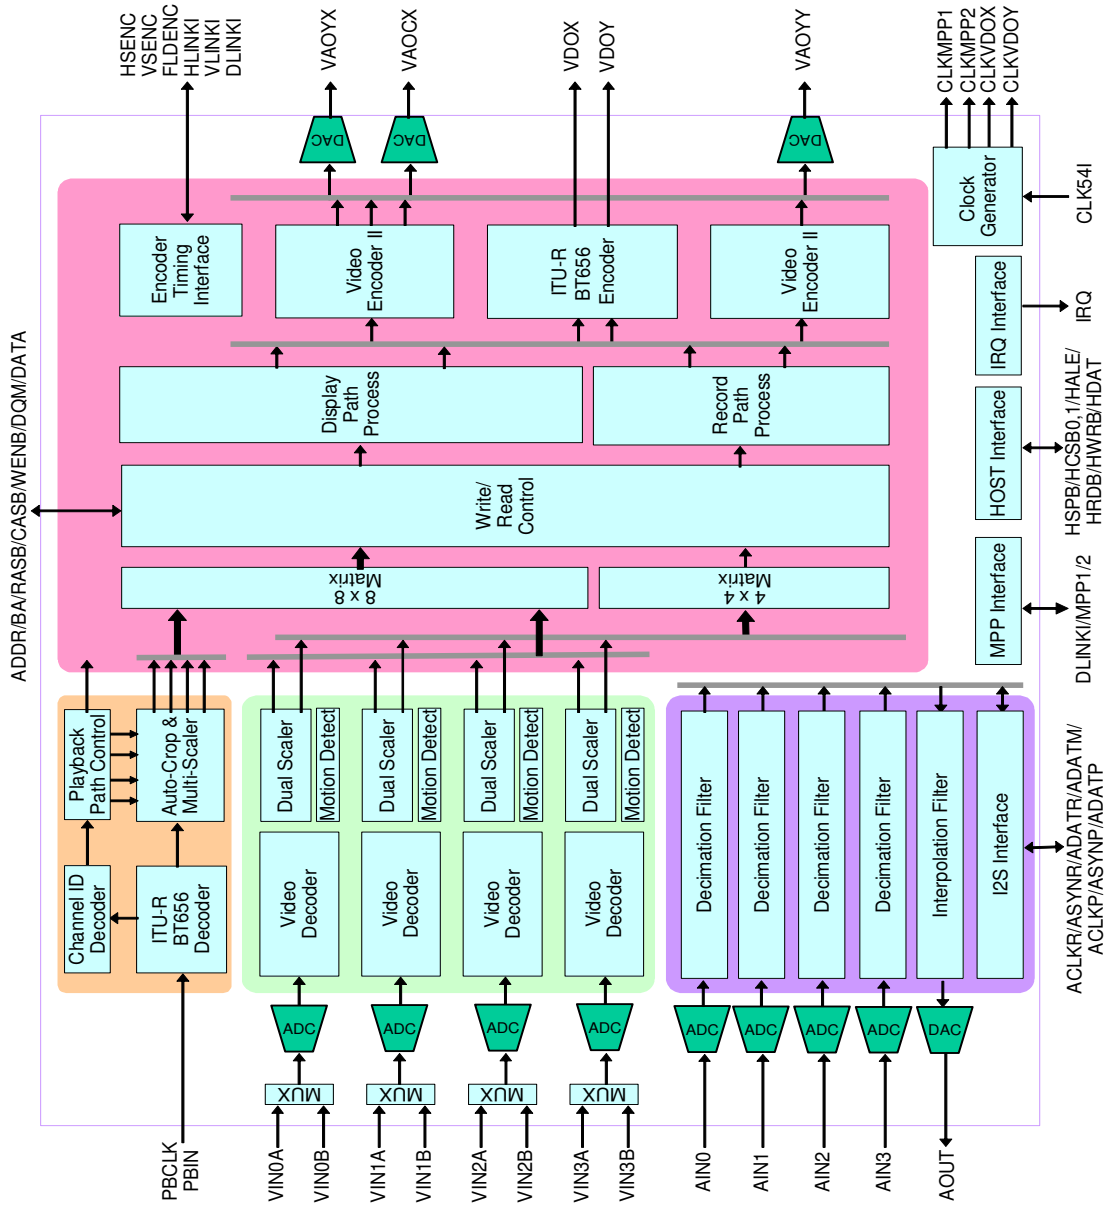 HSENC
VSENC
FLDENC
HLINKI
VLINKI
DLINKI
VAOYX
VAOCX
VDOX
VDOY
VAOYY
CLKMPP1
CLKMPP2
CLKVDOX
CLKVDOY
DAC
DAC
DAC
Encoder
Timing
Interface
Video
Encoder II
ITU-R
BT656
Encoder
Video
Encoder II
Clock
Generator
CLK54I
IRQ Interface
IRQ
Display
Path
Process
Record
Path
Process
HOST Interface
HSPB/HCSB0,1/HALE/
HRDB/HWRB/HDAT
ADDR/BA/RASB/CASB/WENB/DQM/DATA
Write/
Read
Control
8 x 8
Matrix
4 x 4
Matrix
MPP Interface
DLINKI/MPP1/2
Playback
Path Control
Auto-Crop &
Multi-Scaler
Channel ID
Decoder
ITU-R
BT656
Decoder
PBCLK
PBIN
Dual Scaler
Motion Detect
Dual Scaler
Motion Detect
Dual Scaler
Motion Detect
Dual Scaler
Motion Detect
Video
Decoder
Video
Decoder
Video
Decoder
Video
Decoder
ADC
ADC
ADC
ADC
MUX
MUX
MUX
MUX
VIN0A
VIN0B
VIN1A
VIN1B
VIN2A
VIN2B
VIN3A
VIN3B
Decimation Filter
Decimation Filter
Decimation Filter
Decimation Filter
Interpolation Filter
I2S Interface
ACLKR/ASYNR/ADATR/ADATM/
ACLKP/ASYNP/ADATP
ADC
ADC
ADC
ADC
DAC
AIN0
AIN1
AIN2
AIN3
AOUT